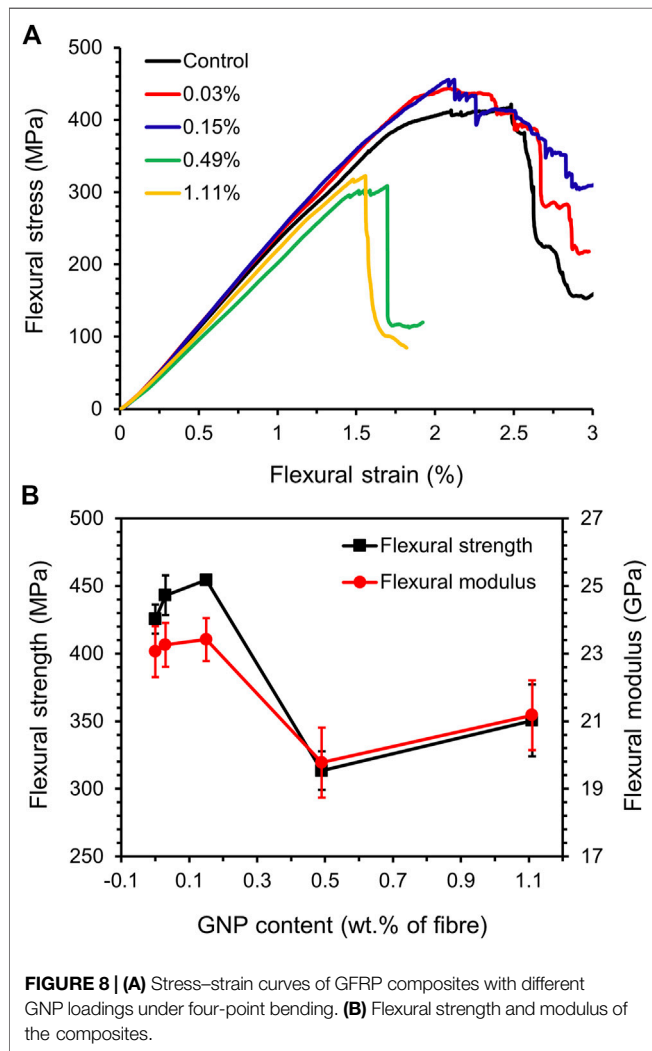 A
500
400
300
200
100
0
Flexural stress (MPa)
Control
0.03%
0.15%
0.49%
1.11%
0 0.5 1 1.5 2 2.5 3
Flexural strain (%)
B
500
450
400
350
300
250
Flexural strength (MPa)
Flexural strength
Flexural modulus
27
25
23
21
19
17
Flexural modulus (GPa)
-0.1 0.1 0.3 0.5 0.7 0.9 1.1
GNP content (wt.% of fibre)
FIGURE 8 | (A) Stress–strain curves of GFRP composites with different
GNP loadings under four-point bending. (B) Flexural strength and modulus of
the composites.